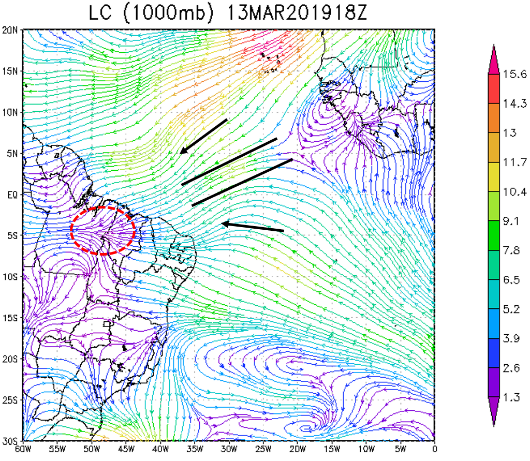 LC (1000mb) 13MAR201918Z
20N
15N
10N
5N
EQ
5S
10S
15S
20S
25S
30S
60W 55W 50W 45W 40W 35W 30W 25W 20W 15W 10W 5W 0
15.6
14.3
13
11.7
10.4
9.1
7.8
6.5
5.2
3.9
2.6
1.3